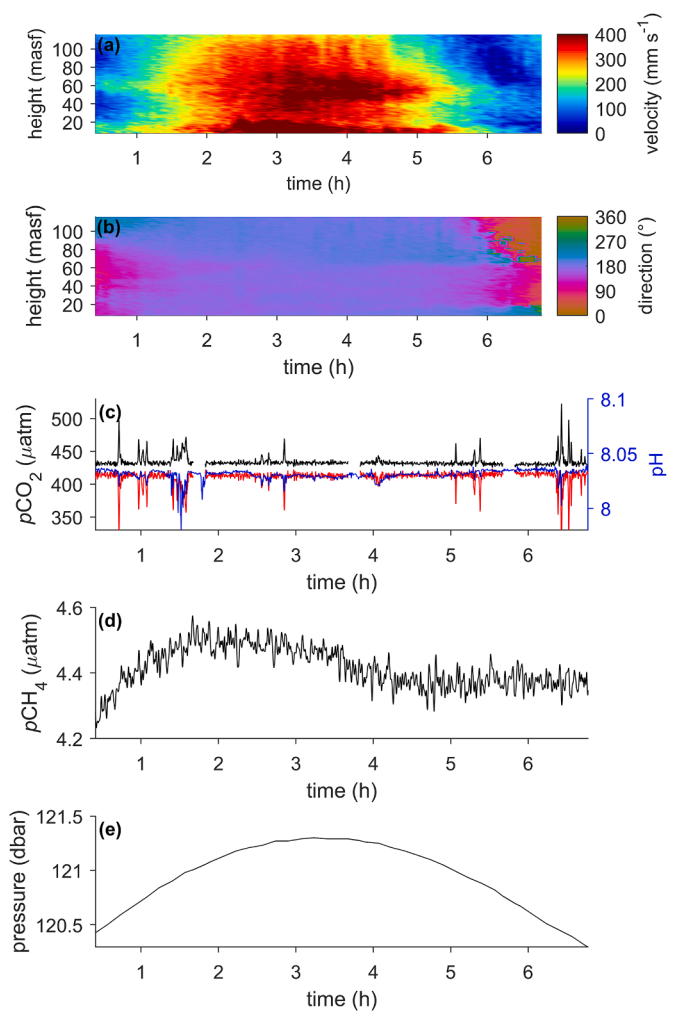 (a)
height (masf)
100
80
60
40
20
1 2 3 4 5 6
time (h)
400
300
200
100
0
velocity (mm s⁻¹)
(b)
height (masf)
100
80
60
40
20
1 2 3 4 5 6
time (h)
360
270
180
90
0
direction (°)
(c)
pCO₂ (μatm)
500
450
400
350
8.1
8.05
8
pH
1 2 3 4 5 6
time (h)
(d)
pCH₄ (μatm)
4.6
4.4
4.2
1 2 3 4 5 6
time (h)
(e)
pressure (dbar)
121.5
121
120.5
1 2 3 4 5 6
time (h)